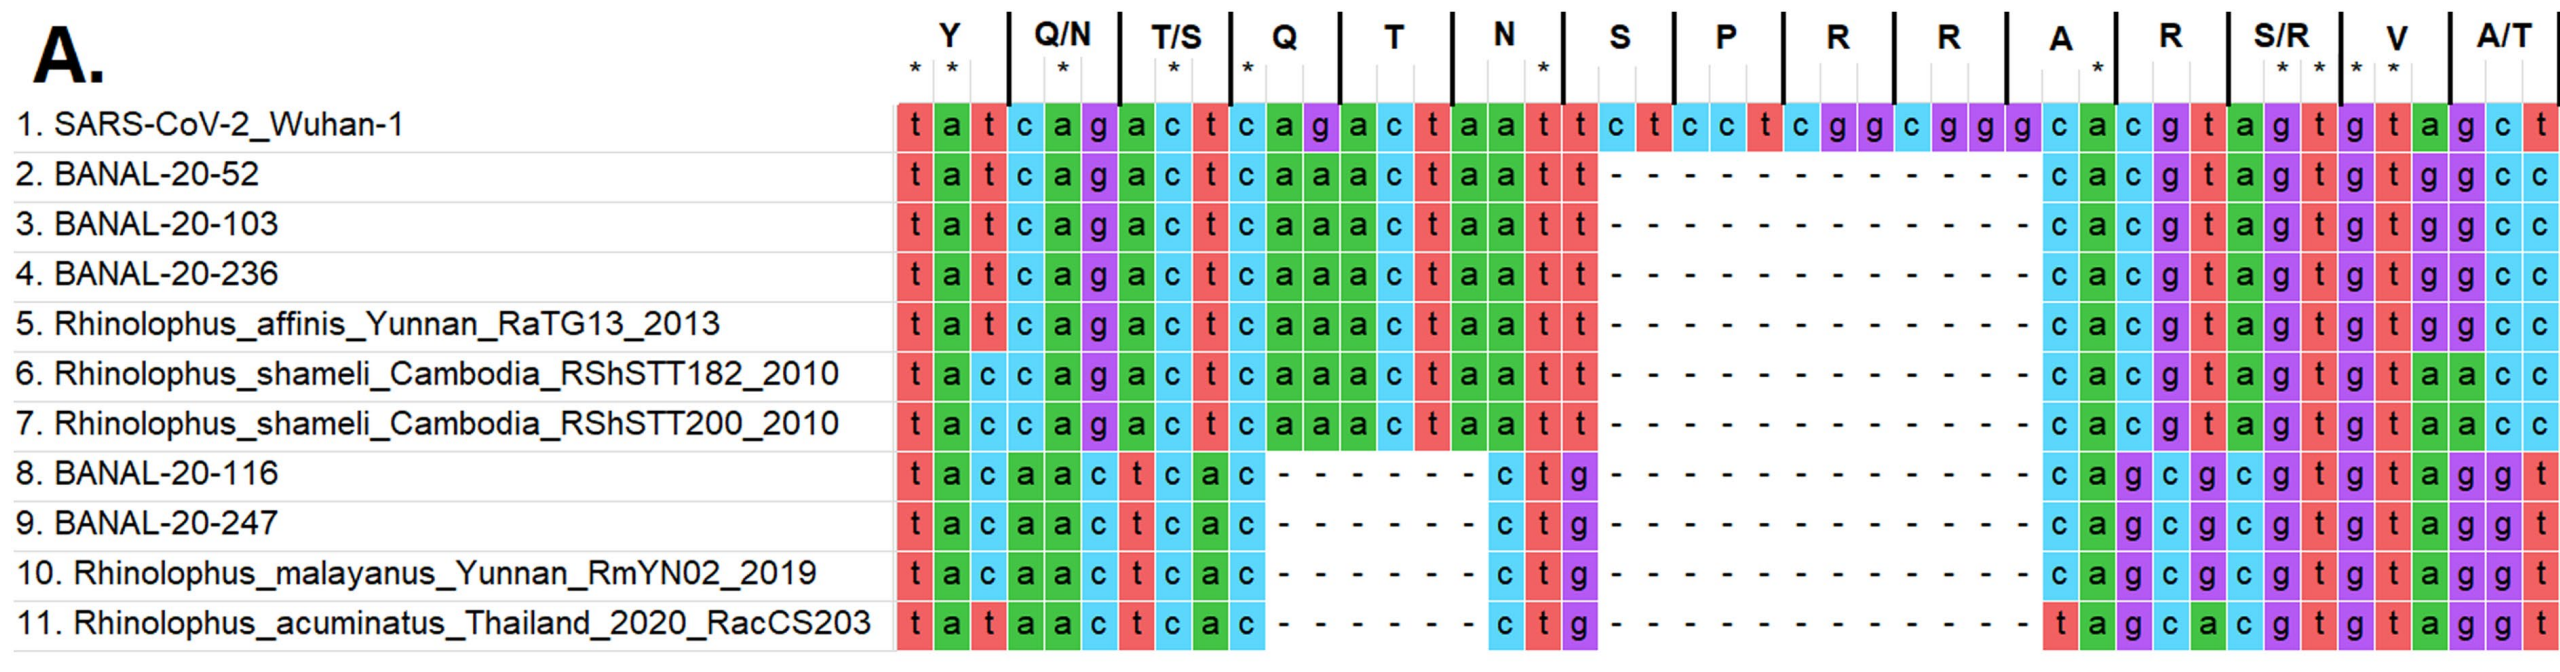 A.
Y Q/N T/S Q T N S P R R A R S/R V A/T
* * * * * * * * * * *
1. SARS-CoV-2_Wuhan-1 t a t c a g a c t c a g a c t a a t t c t c c t c g g c g g g c a c g t a g t g t a g c t
2. BANAL-20-52 t a t c a g a c t c a a a c t a a t t - - - - - - - - - - - - c a c g t a g t g t g g c c
3. BANAL-20-103 t a t c a g a c t c a a a c t a a t t - - - - - - - - - - - - c a c g t a g t g t g g c c
4. BANAL-20-236 t a t c a g a c t c a a a c t a a t t - - - - - - - - - - - - c a c g t a g t g t g g c c
5. Rhinolophus_affinis_Yunnan_RaTG13_2013 t a t c a g a c t c a a a c t a a t t - - - - - - - - - - - - c a c g t a g t g t g g c c
6. Rhinolophus_shameli_Cambodia_RShSTT182_2010 t a c c a g a c t c a a a c t a a t t - - - - - - - - - - - - c a c g t a g t g t a a c c
7. Rhinolophus_shameli_Cambodia_RShSTT200_2010 t a c c a g a c t c a a a c t a a t t - - - - - - - - - - - - c a c g t a g t g t a a c c
8. BANAL-20-116 t a c a a c t c a c - - - - - - c t g - - - - - - - - - - - - c a g c g c g t g t a g g t
9. BANAL-20-247 t a c a a c t c a c - - - - - - c t g - - - - - - - - - - - - c a g c g c g t g t a g g t
10. Rhinolophus_malayanus_Yunnan_RmYN02_2019 t a c a a c t c a c - - - - - - c t g - - - - - - - - - - - - c a g c g c g t g t a g g t
11. Rhinolophus_acuminatus_Thailand_2020_RacCS203 t a t a a c t c a c - - - - - - c t g - - - - - - - - - - - - t a g c a c g t g t a g g t